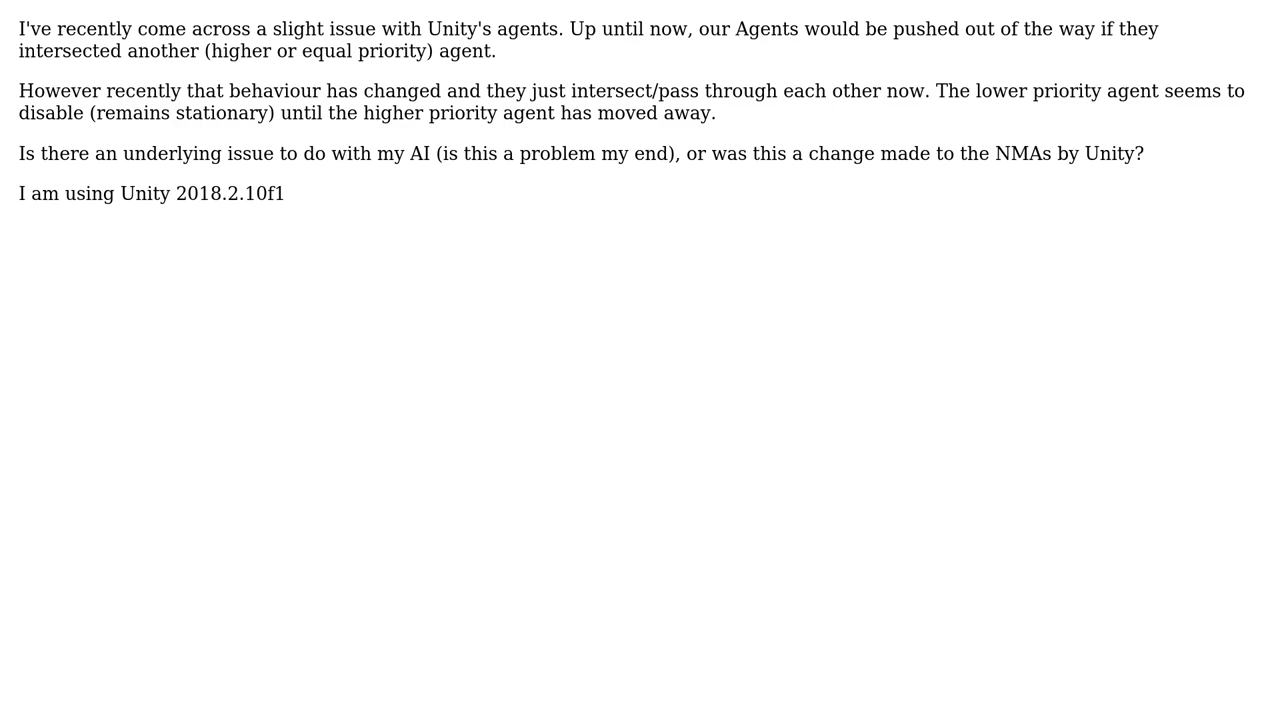 I've recently come across a slight issue with Unity's agents. Up until now, our Agents would be pushed out of the way if they
intersected another (higher or equal priority) agent.
However recently that behaviour has changed and they just intersect/pass through each other now. The lower priority agent seems to
disable (remains stationary) until the higher priority agent has moved away.
Is there an underlying issue to do with my AI (is this a problem my end), or was this a change made to the NMAs by Unity?
I am using Unity 2018.2.10f1